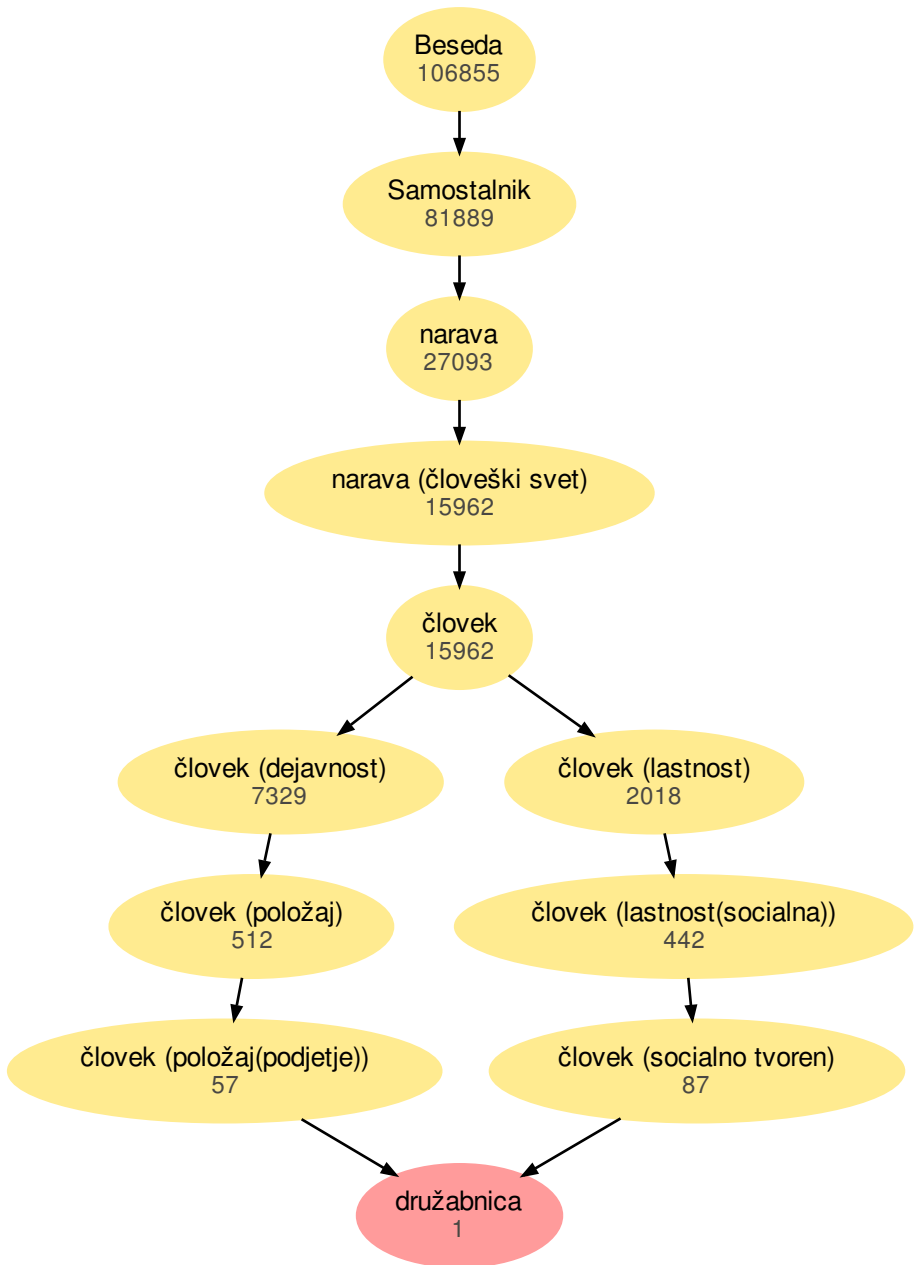 Beseda
106855
Samostalnik
81889
narava
27093
narava (človeški svet)
15962
človek
15962
človek (dejavnost)
7329
človek (lastnost)
2018
človek (položaj)
512
človek (lastnost(socialna))
442
človek (položaj(podjetje))
57
človek (socialno tvoren)
87
družabnica
1